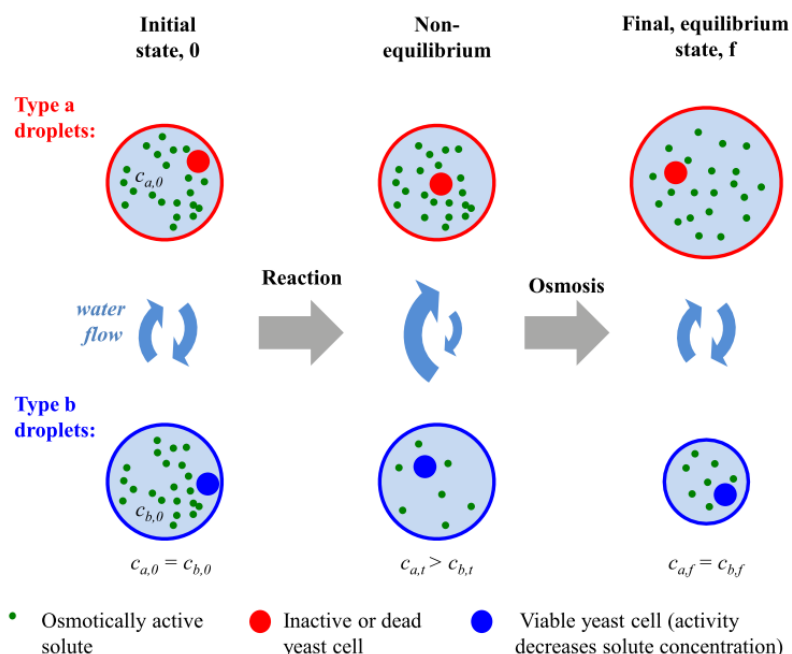 Initial
state, 0
Non-
equilibrium
Final, equilibrium
state, f
Type a
droplets:
c_{a,0}
water
flow
Reaction
Osmosis
Type b
droplets:
c_{b,0}
c_{a,0} = c_{b,0}
c_{a,t} > c_{b,t}
c_{a,f} = c_{b,f}
Osmotically active
solute
Inactive or dead
yeast cell
Viable yeast cell (activity
decreases solute concentration)